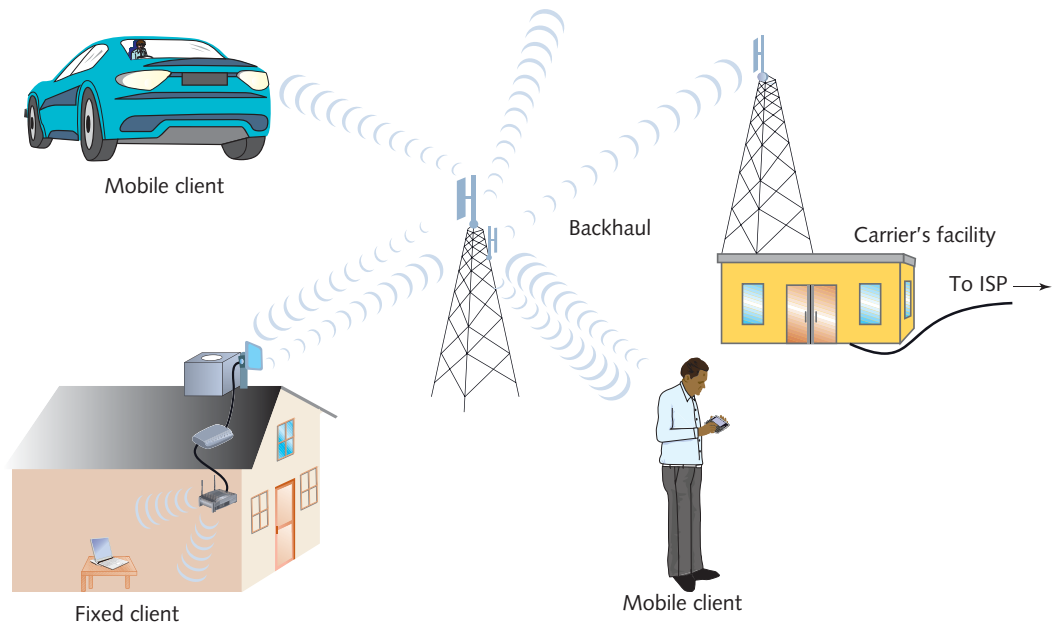 Mobile client
Backhaul
Carrier's facility
To ISP
Fixed client
Mobile client